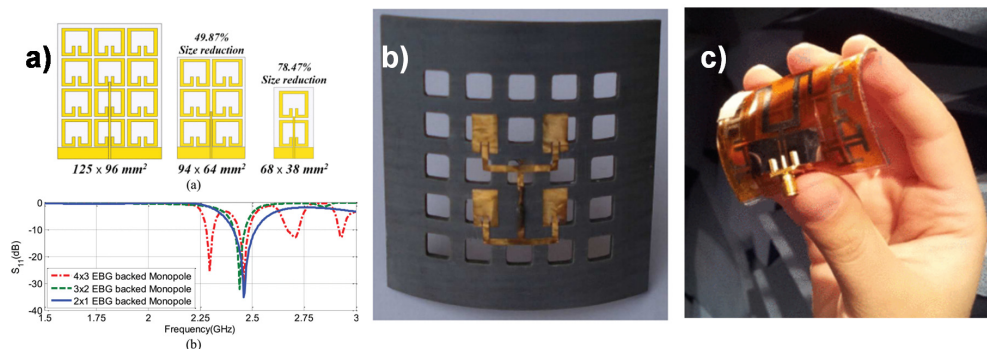 a)
49.87%
Size reduction
78.47%
Size reduction
125 x 96 mm²
94 x 64 mm²
68 x 38 mm²
(a)
0
-10
-20
-30
-40
S11(dB)
4x3 EBG backed Monopole
3x2 EBG backed Monopole
2x1 EBG backed Monopole
1.5
2
2.25
2.5
2.75
3
Frequency(GHz)
(b)
b)
c)